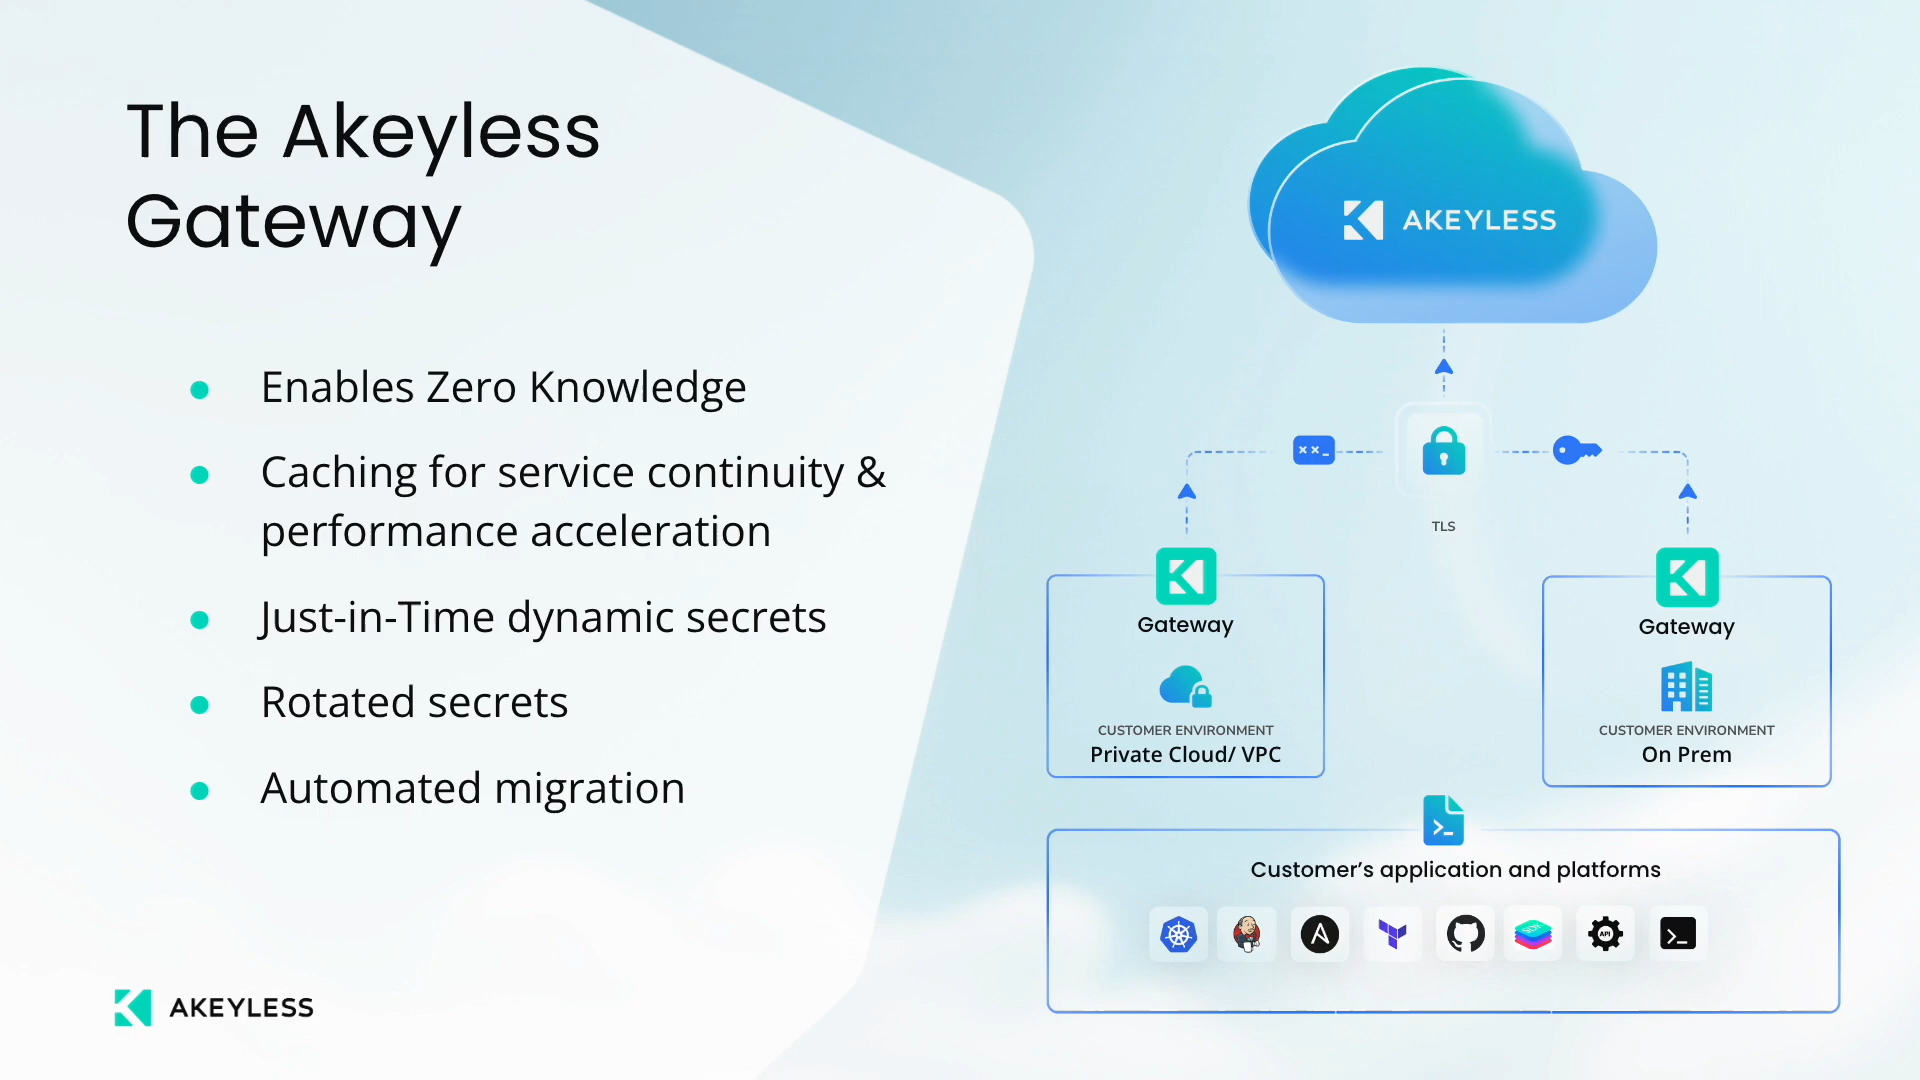 The Akeyless
Gateway
Enables Zero Knowledge
Caching for service continuity &
performance acceleration
Just-in-Time dynamic secrets
Rotated secrets
Automated migration
AKEYLESS
AKEYLESS
TLS
Gateway
CUSTOMER ENVIRONMENT
Private Cloud/ VPC
Gateway
CUSTOMER ENVIRONMENT
On Prem
Customer’s application and platforms
SDK
API